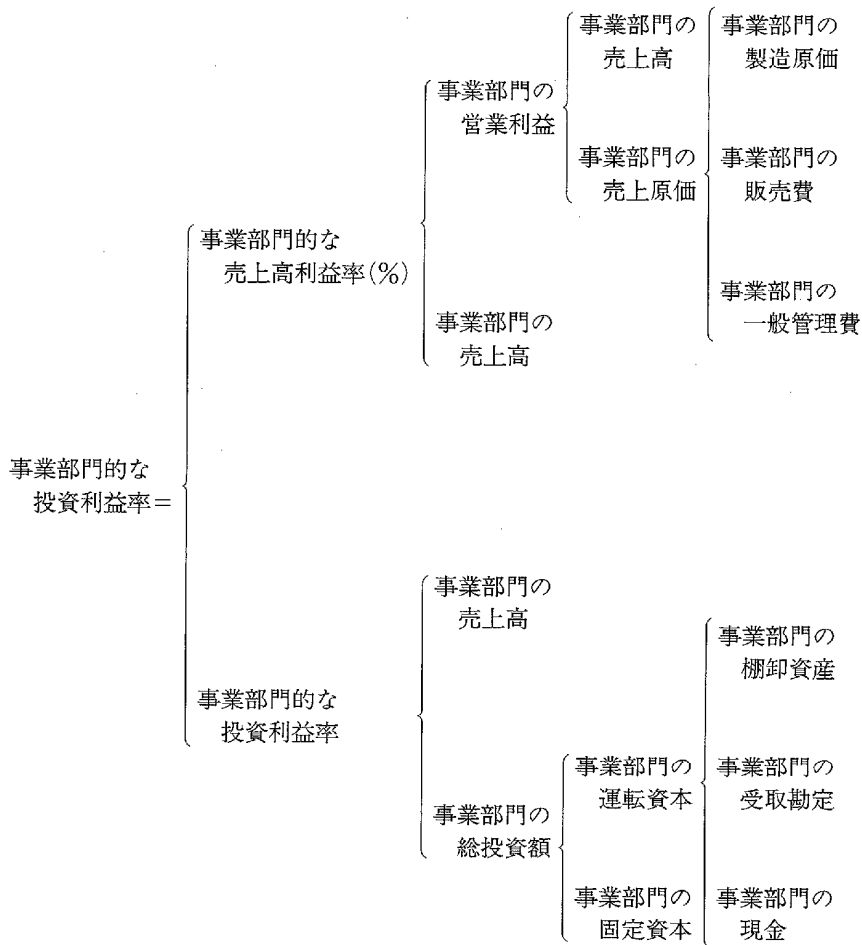 事業部門的な
投資利益率＝
事業部門的な
売上高利益率(%)
事業部門の
営業利益
事業部門の
売上高
事業部門の
売上原価
事業部門の
製造原価
事業部門の
販売費
事業部門の
一般管理費
事業部門の
売上高
事業部門的な
投資利益率
事業部門の
売上高
事業部門の
総投資額
事業部門の
運転資本
事業部門の
固定資本
事業部門の
棚卸資産
事業部門の
受取勘定
事業部門の
現金